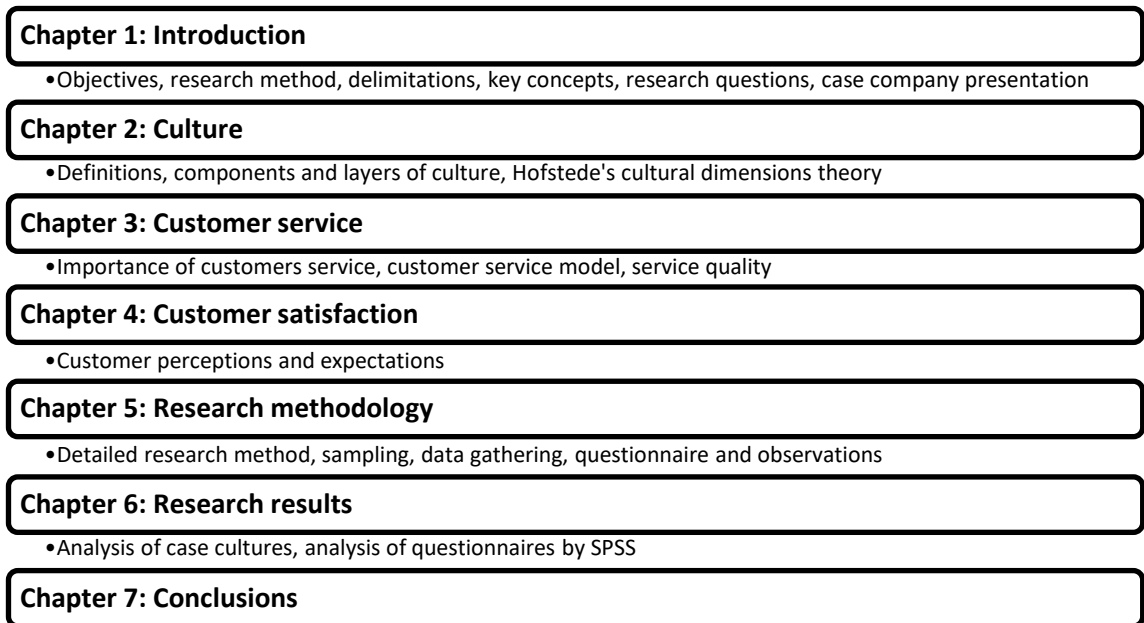 Chapter 1: Introduction
•Objectives, research method, delimitations, key concepts, research questions, case company presentation
Chapter 2: Culture
•Definitions, components and layers of culture, Hofstede's cultural dimensions theory
Chapter 3: Customer service
•Importance of customers service, customer service model, service quality
Chapter 4: Customer satisfaction
•Customer perceptions and expectations
Chapter 5: Research methodology
•Detailed research method, sampling, data gathering, questionnaire and observations
Chapter 6: Research results
•Analysis of case cultures, analysis of questionnaires by SPSS
Chapter 7: Conclusions